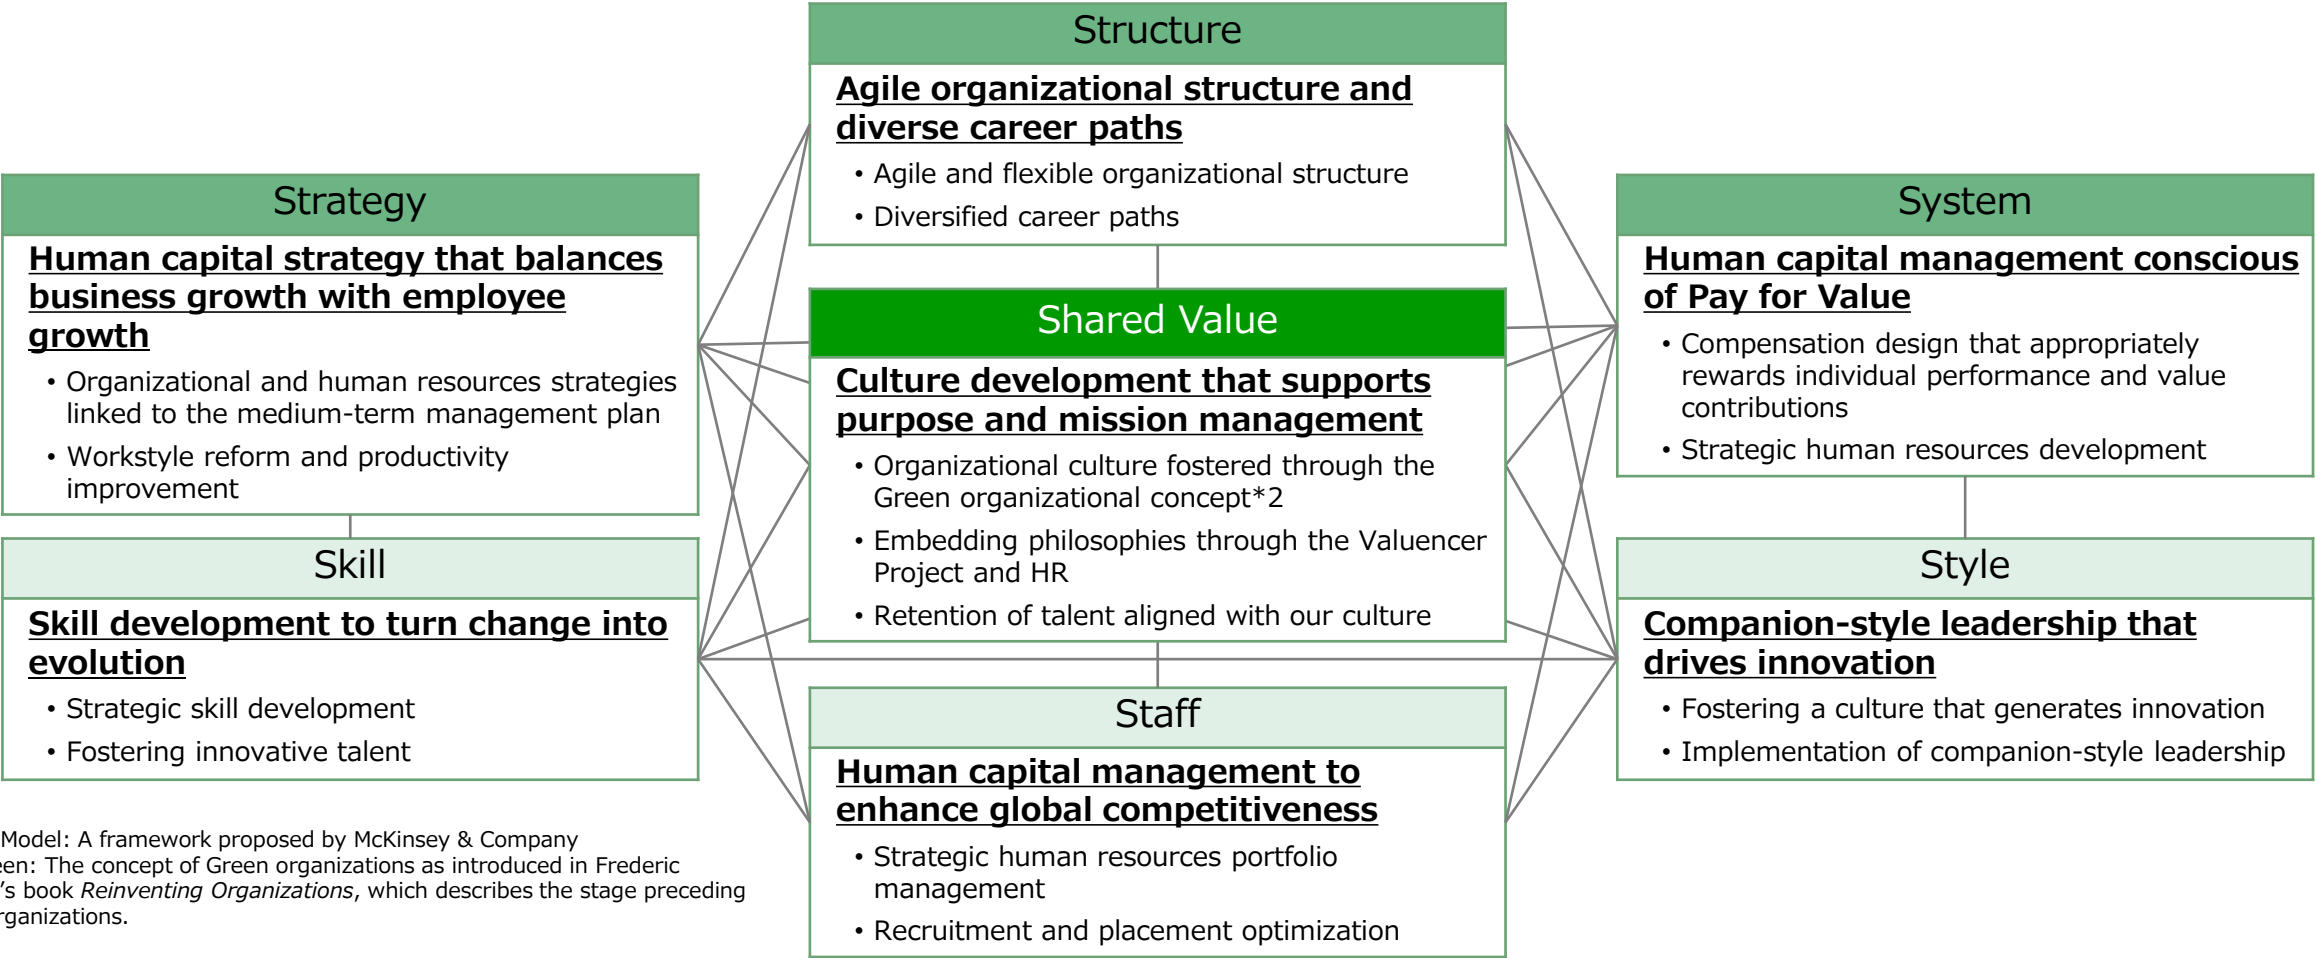 Structure
Agile organizational structure and
diverse career paths
• Agile and flexible organizational structure
• Diversified career paths
Strategy
Human capital strategy that balances
business growth with employee
growth
• Organizational and human resources strategies
linked to the medium-term management plan
• Workstyle reform and productivity
improvement
Shared Value
Culture development that supports
purpose and mission management
• Organizational culture fostered through the
Green organizational concept*2
• Embedding philosophies through the Valuencer
Project and HR
• Retention of talent aligned with our culture
System
Human capital management conscious
of Pay for Value
• Compensation design that appropriately
rewards individual performance and value
contributions
• Strategic human resources development
Skill
Skill development to turn change into
evolution
• Strategic skill development
• Fostering innovative talent
Staff
Human capital management to
enhance global competitiveness
• Strategic human resources portfolio
management
• Recruitment and placement optimization
Style
Companion-style leadership that
drives innovation
• Fostering a culture that generates innovation
• Implementation of companion-style leadership
Model: A framework proposed by McKinsey & Company
The concept of Green organizations as introduced in Frederic
's book Reinventing Organizations, which describes the stage preceding